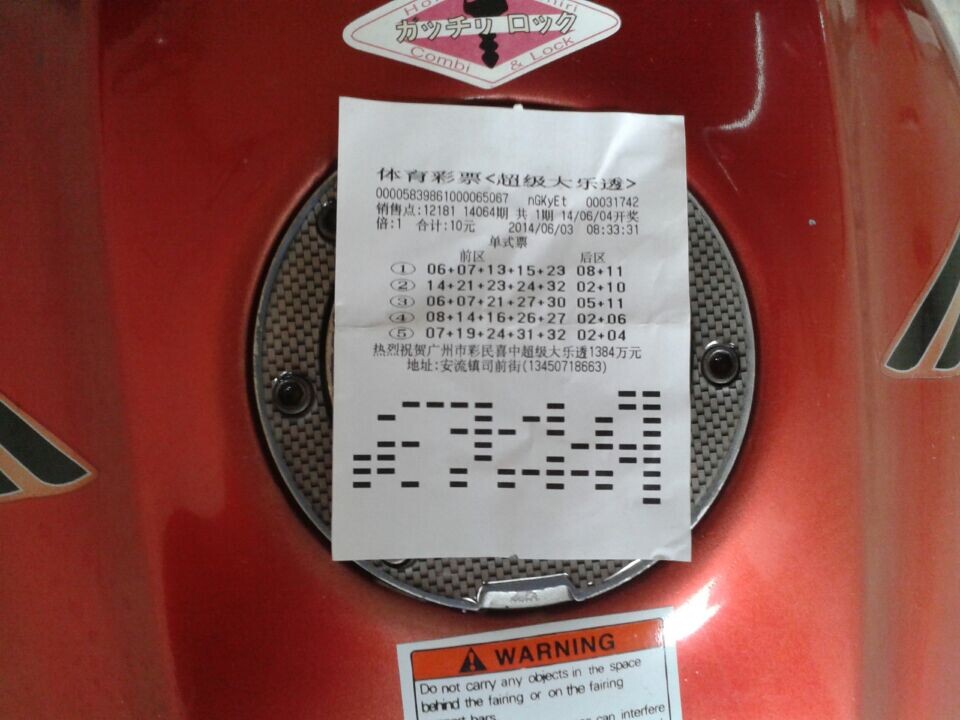 ガッチリ ロック
Combi & Lock
体育彩票<超级大乐透>
00005839861000065067 nGKyEt 00031742
销售点:12181 14064期 共 1期 14/06/04开奖
倍:1 合计:10元 2014/06/03 08:33:31
单式票
前区 后区
① 06+07+13+15+23 08+11
② 14+21+23+24+32 02+10
③ 06+07+21+27+30 05+11
④ 08+14+16+26+27 02+06
⑤ 07+19+24+31+32 02+04
热烈祝贺广州市彩民喜中超级大乐透1384万元
地址:安流镇司前街(13450718663)
WARNING
Do not carry any objects in the space
behind the fairing or on the fairing
bars. can interfere